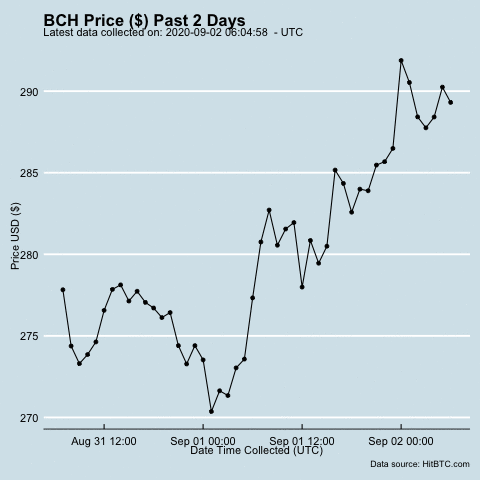 BCH Price ($) Past 2 Days
Latest data collected on: 2020-09-02 06:04:58 - UTC
290
285
280
275
270
Price USD ($)
Aug 31 12:00
Sep 01 00:00
Sep 01 12:00
Sep 02 00:00
Date Time Collected (UTC)
Data source: HitBTC.com